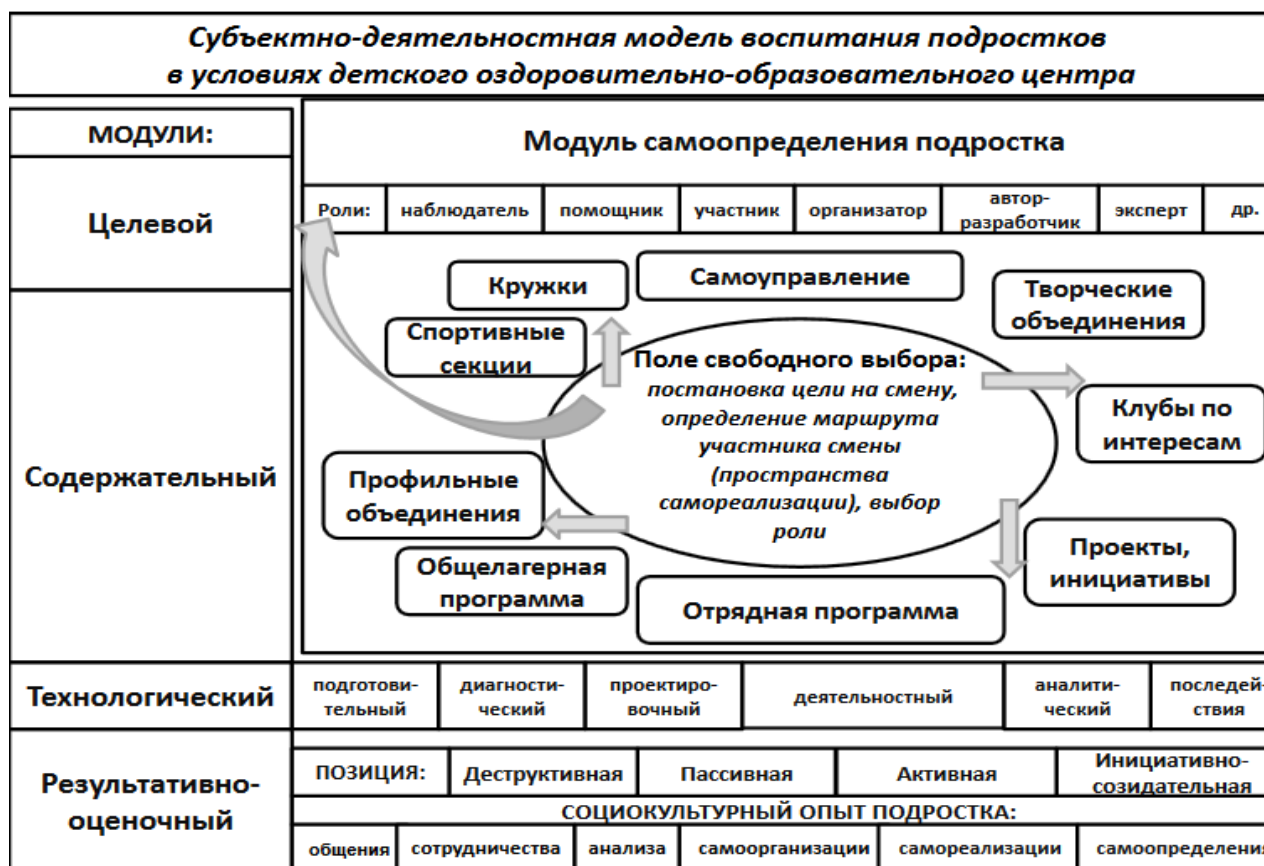 Субъектно-деятельностная модель воспитания подростков
в условиях детского оздоровительно-образовательного центра
МОДУЛИ:
Модуль самоопределения подростка
Целевой
Роли:
наблюдатель
помощник
участник
организатор
автор-
разработчик
эксперт
др.
Содержательный
Кружки
Самоуправление
Творческие
объединения
Спортивные
секции
Поле свободного выбора:
постановка цели на смену,
определение маршрута
участника смены
(пространства
самореализации), выбор
роли
Клубы по
интересам
Профильные
объединения
Проекты,
инициативы
Общелагерная
программа
Отрядная программа
Технологический
подготови-
тельный
диагности-
ческий
проектиро-
вочный
деятельностный
аналити-
ческий
последей-
ствия
Результативно-
оценочный
ПОЗИЦИЯ:
Деструктивная
Пассивная
Активная
Инициативно-
созидательная
СОЦИОКУЛЬТУРНЫЙ ОПЫТ ПОДРОСТКА:
общения
сотрудничества
анализа
самоорганизации
самореализации
самоопределения